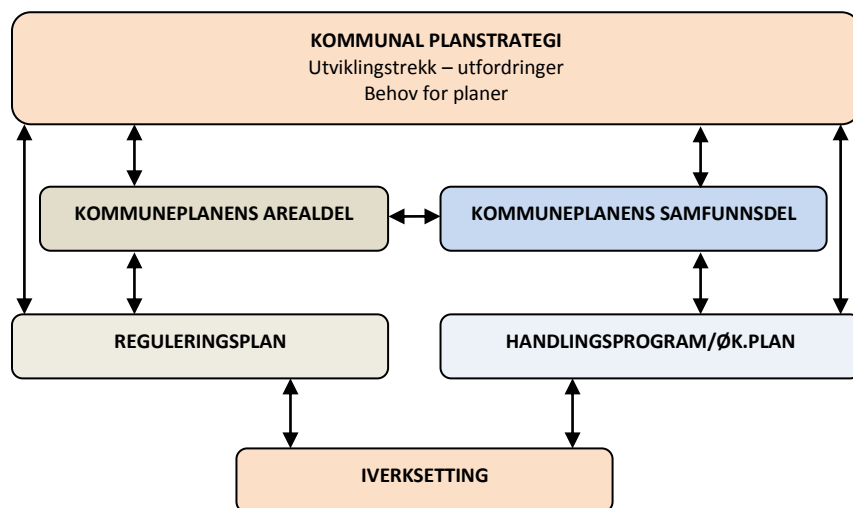 KOMMUNAL PLANSTRATEGI
Utviklingstrekk – utfordringer
Behov for planer
KOMMUNEPLANENS AREALDEL
KOMMUNEPLANENS SAMFUNNSDEL
REGULERINGSPLAN
HANDLINGSPROGRAM/ØK.PLAN
IVERKSETTING